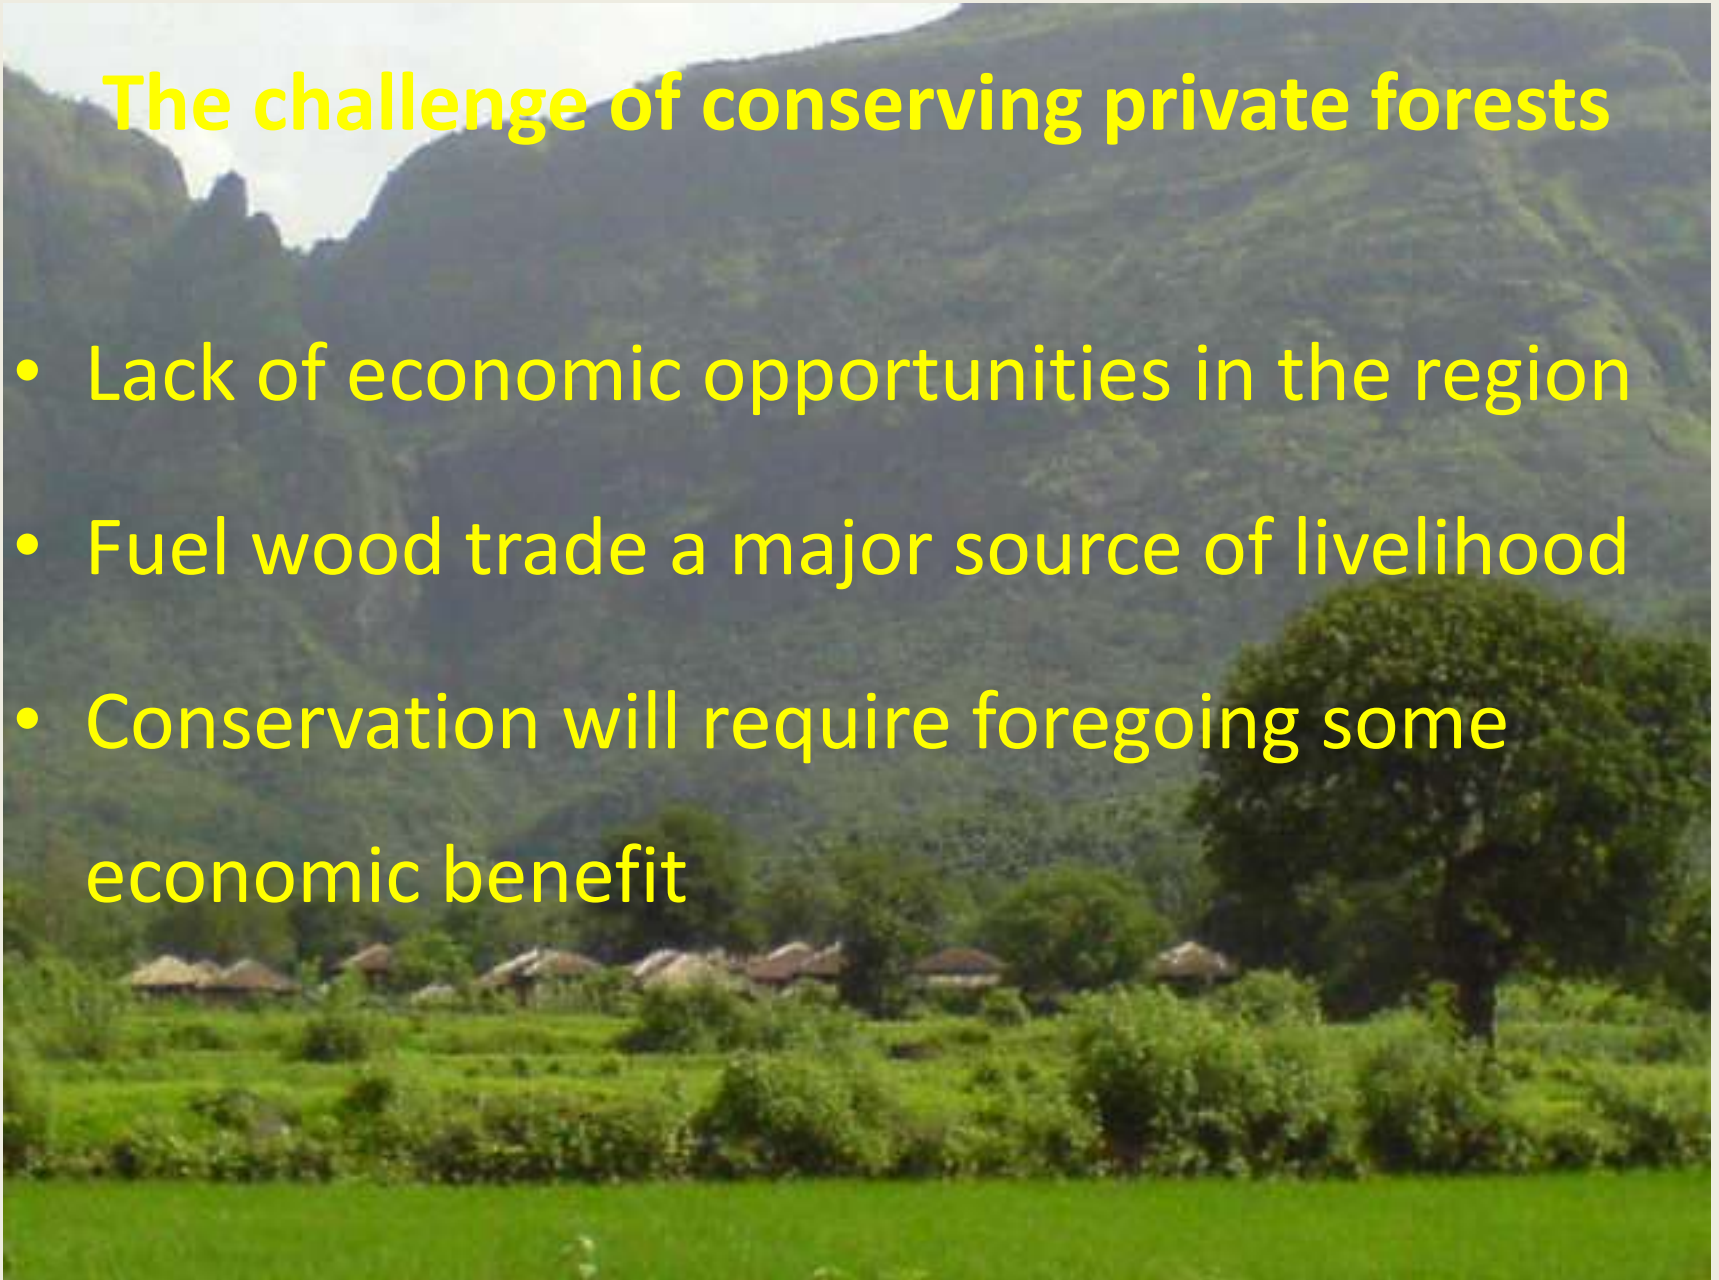 The challenge of conserving private forests
• Lack of economic opportunities in the region
• Fuel wood trade a major source of livelihood
• Conservation will require foregoing some
economic benefit